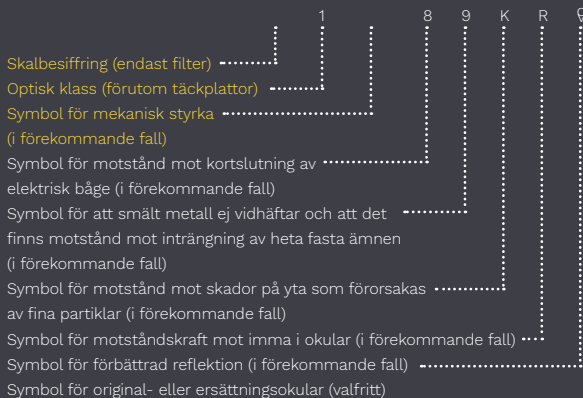 1 8 9 K R
Skalbesiffring (endast filter)
Optisk klass (förutom täckplattor)
Symbol för mekanisk styrka
(i förekommande fall)
Symbol för motstånd mot kortslutning av
elektrisk båge (i förekommande fall)
Symbol för att smält metall ej vidhäftar och att det
finns motstånd mot inträngning av heta fasta ämnen
(i förekommande fall)
Symbol för motstånd mot skador på yta som förorsakas
av fina partiklar (i förekommande fall)
Symbol för motståndskraft mot imma i okular (i förekommande fall)
Symbol för förbättrad reflektion (i förekommande fall)
Symbol för original- eller ersättningsokular (valfritt)